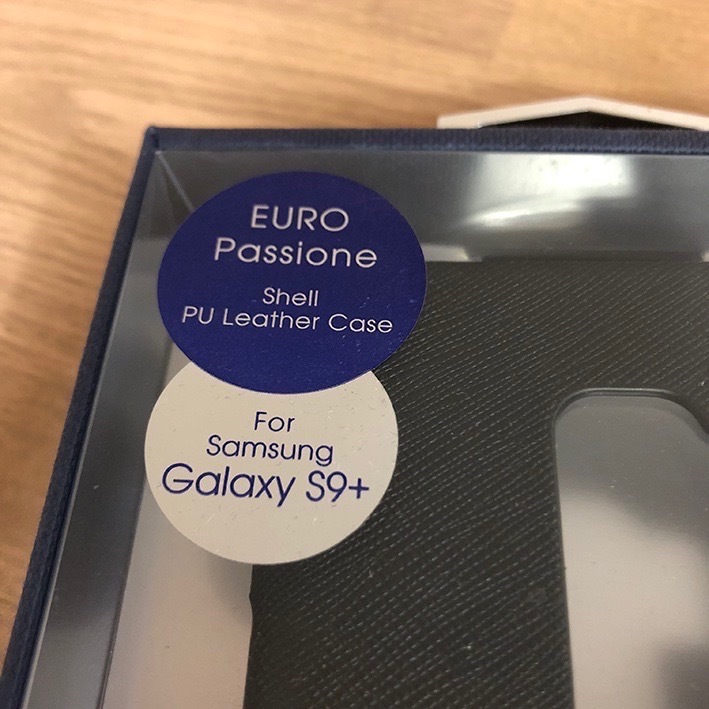 EURO
Passione
Shell
PU Leather Case
For
Samsung
Galaxy S9+